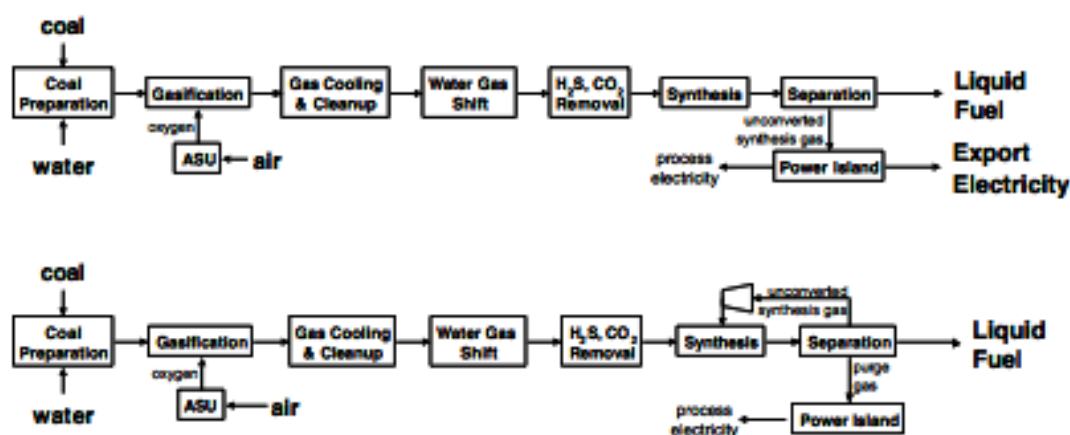 coal
Coal
Preparation
water
Gasification
oxygen
ASU
air
Gas Cooling
& Cleanup
Water Gas
Shift
H2S, CO2
Removal
Synthesis
Separation
Liquid
Fuel
unconverted
synthesis gas
process
electricity
Power Island
Export
Electricity
coal
Coal
Preparation
water
Gasification
oxygen
ASU
air
Gas Cooling
& Cleanup
Water Gas
Shift
H2S, CO2
Removal
unconverted
synthesis gas
Synthesis
Separation
Liquid
Fuel
purge
gas
process
electricity
Power Island